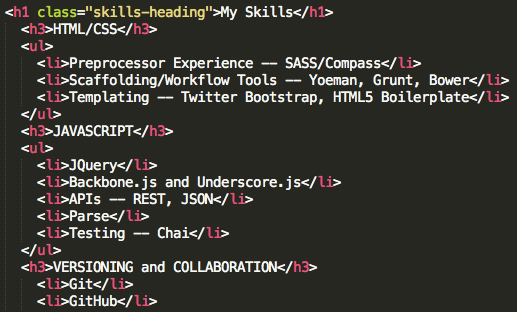 <h1 class="skills-heading">My Skills</h1>
<h3>HTML/CSS</h3>
<ul>
<li>Preprocessor Experience -- SASS/Compass</li>
<li>Scaffolding/Workflow Tools -- Yoeman, Grunt, Bower</li>
<li>Templating -- Twitter Bootstrap, HTML5 Boilerplate</li>
</ul>
<h3>JAVASCRIPT</h3>
<ul>
<li>JQuery</li>
<li>Backbone.js and Underscore.js</li>
<li>APIs -- REST, JSON</li>
<li>Parse</li>
<li>Testing -- Chai</li>
</ul>
<h3>VERSIONING and COLLABORATION</h3>
<li>Git</li>
<li>GitHub</li>